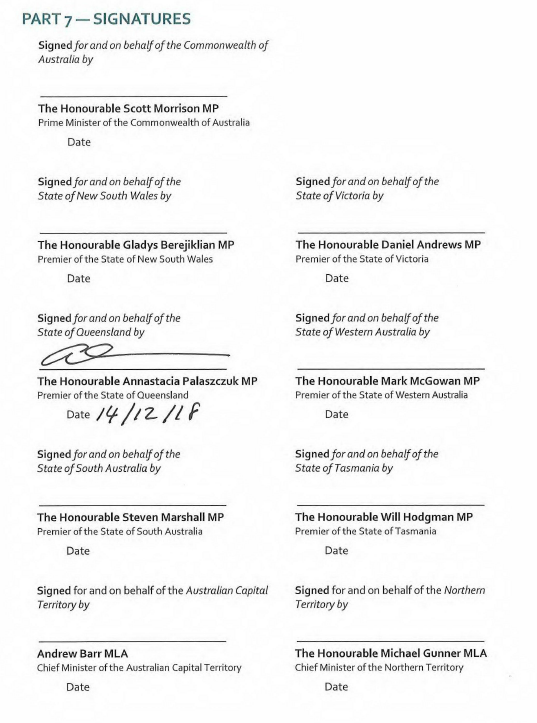 PART 7 — SIGNATURES
Signed for and on behalf of the Commonwealth of
Australia by
The Honourable Scott Morrison MP
Prime Minister of the Commonwealth of Australia
Date
Signed for and on behalf of the
State of New South Wales by
The Honourable Gladys Berejiklian MP
Premier of the State of New South Wales
Date
Signed for and on behalf of the
State of Victoria by
The Honourable Daniel Andrews MP
Premier of the State of Victoria
Date
Signed for and on behalf of the
State of Queensland by
The Honourable Annastacia Palaszczuk MP
Premier of the State of Queensland
Date 14/12/18
Signed for and on behalf of the
State of Western Australia by
The Honourable Mark McGowan MP
Premier of the State of Western Australia
Date
Signed for and on behalf of the
State of South Australia by
The Honourable Steven Marshall MP
Premier of the State of South Australia
Date
Signed for and on behalf of the
State of Tasmania by
The Honourable Will Hodgman MP
Premier of the State of Tasmania
Date
Signed for and on behalf of the Australian Capital
Territory by
Andrew Barr MLA
Chief Minister of the Australian Capital Territory
Date
Signed for and on behalf of the Northern
Territory by
The Honourable Michael Gunner MLA
Chief Minister of the Northern Territory
Date